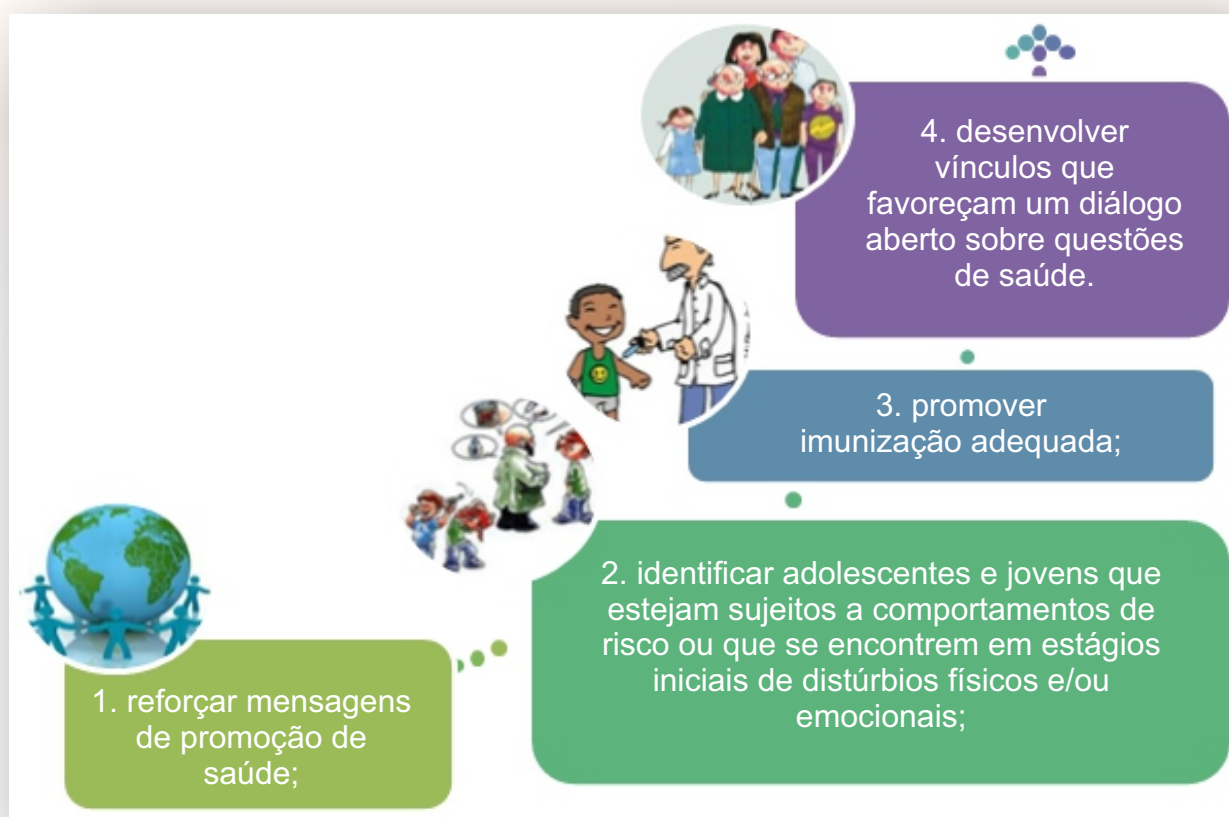 1. reforçar mensagens
de promoção de
saúde;
2. identificar adolescentes e jovens que
estejam sujeitos a comportamentos de
risco ou que se encontrem em estágios
iniciais de distúrbios físicos e/ou
emocionais;
3. promover
imunização adequada;
4. desenvolver
vínculos que
favoreçam um diálogo
aberto sobre questões
de saúde.